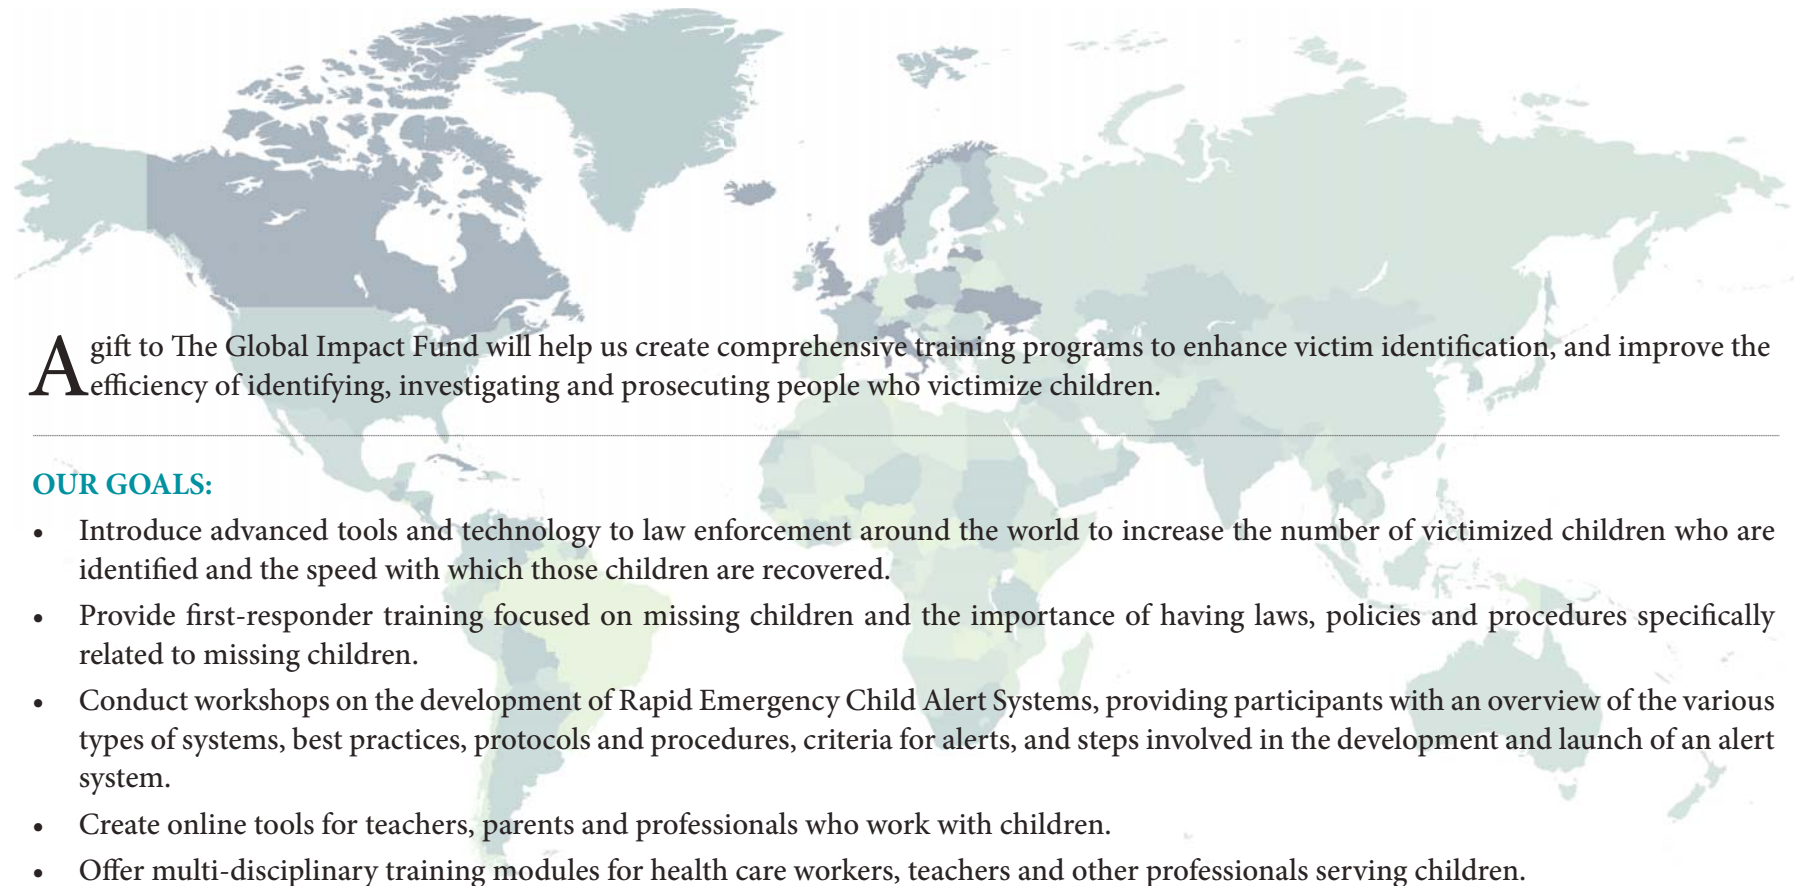 A gift to The Global Impact Fund will help us create comprehensive training programs to enhance victim identification, and improve the
efficiency of identifying, investigating and prosecuting people who victimize children.
OUR GOALS:
• Introduce advanced tools and technology to law enforcement around the world to increase the number of victimized children who are
identified and the speed with which those children are recovered.
• Provide first-responder training focused on missing children and the importance of having laws, policies and procedures specifically
related to missing children.
• Conduct workshops on the development of Rapid Emergency Child Alert Systems, providing participants with an overview of the various
types of systems, best practices, protocols and procedures, criteria for alerts, and steps involved in the development and launch of an alert
system.
• Create online tools for teachers, parents and professionals who work with children.
• Offer multi-disciplinary training modules for health care workers, teachers and other professionals serving children.